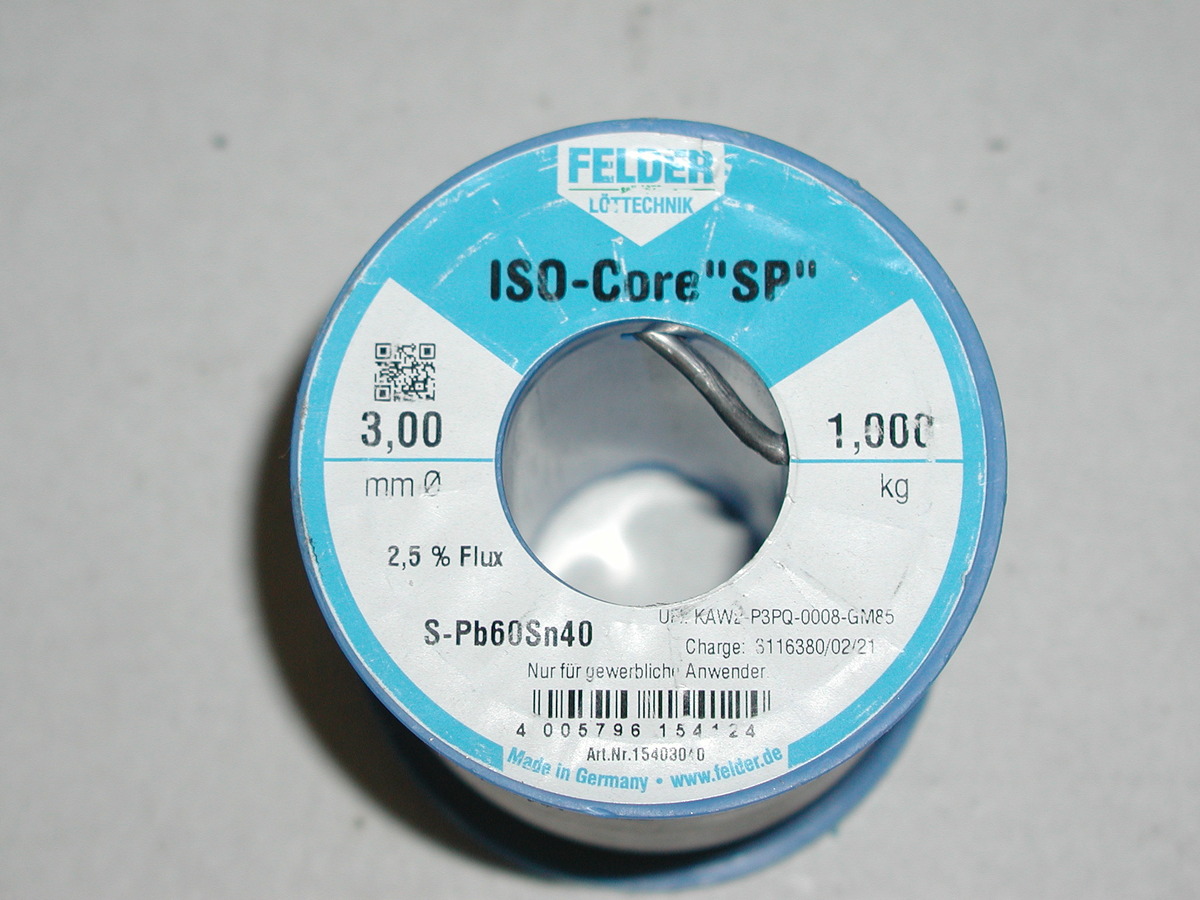 FELDER
LÖTTECHNIK
ISO-Core "SP"
3,00
mm Ø
1,000
kg
2,5 % Flux
S-Pb60Sn40
UFI: KAW2-P3PQ-0008-GM85
Charge: 3116380/02/21
Nur für gewerbliche Anwender.
4 005796 154124
Art.Nr.15403040
Made in Germany • www.felder.de